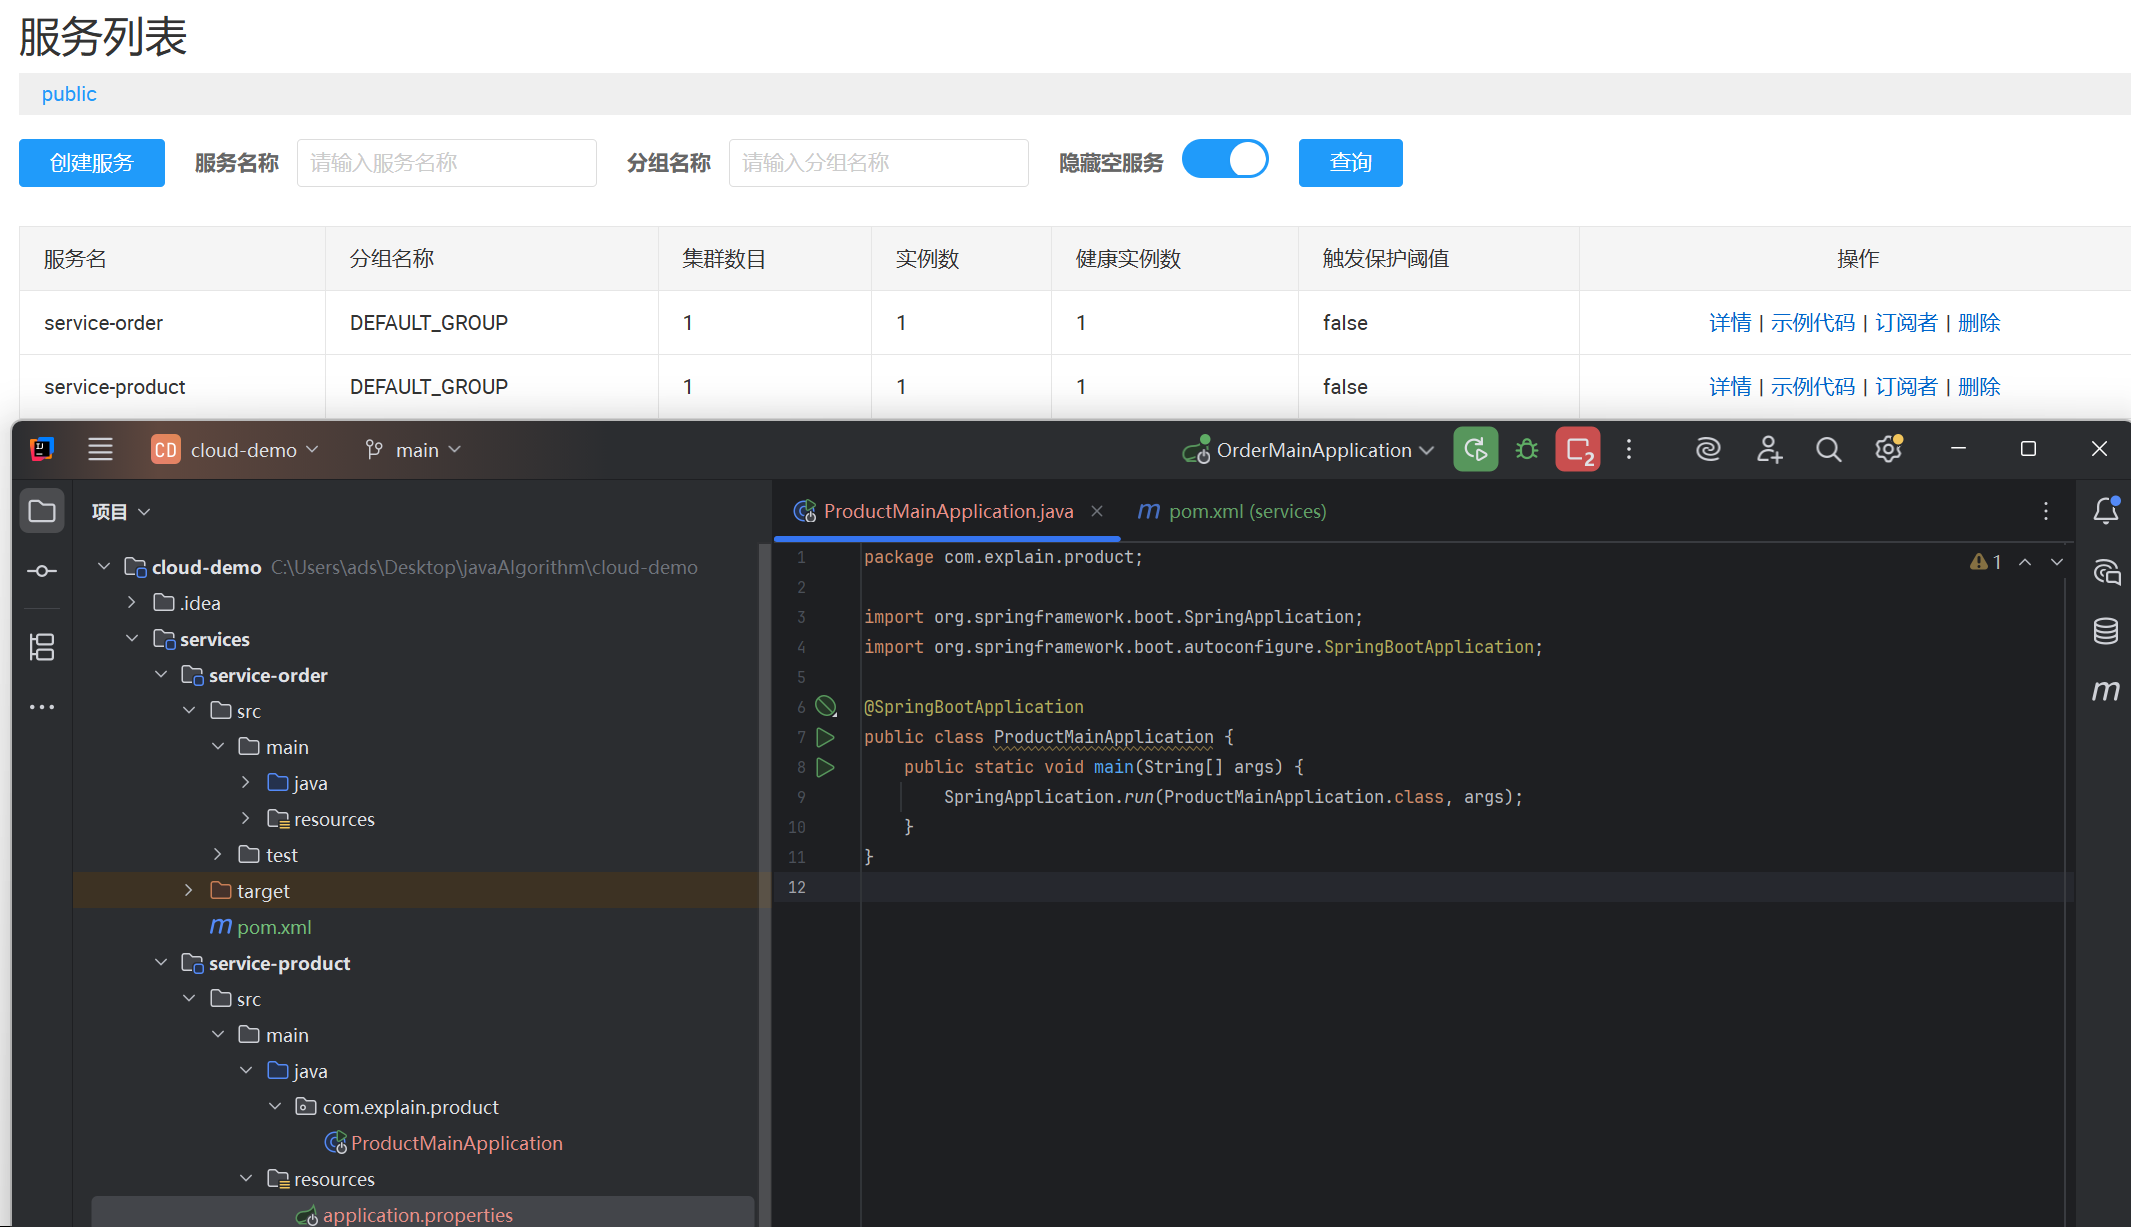 服务列表
public
创建服务 服务名称 请输入服务名称 分组名称 请输入分组名称 隐藏空服务 查询
服务名 分组名称 集群数目 实例数 健康实例数 触发保护阈值 操作
service-order DEFAULT_GROUP 1 1 1 false 详情 | 示例代码 | 订阅者 | 删除
service-product DEFAULT_GROUP 1 1 1 false 详情 | 示例代码 | 订阅者 | 删除
IJ CD cloud-demo main OrderMainApplication 2
项目
cloud-demo C:\Users\ads\Desktop\javaAlgorithm\cloud-demo
.idea
services
service-order
src
main
java
resources
test
target
m pom.xml
service-product
src
main
java
com.explain.product
ProductMainApplication
resources
application.properties
ProductMainApplication.java m pom.xml (services)
1 package com.explain.product; 1
2
3 import org.springframework.boot.SpringApplication;
4 import org.springframework.boot.autoconfigure.SpringBootApplication;
5
6 @SpringBootApplication
7 public class ProductMainApplication {
8 public static void main(String[] args) {
9 SpringApplication.run(ProductMainApplication.class, args);
10 }
11 }
12
m